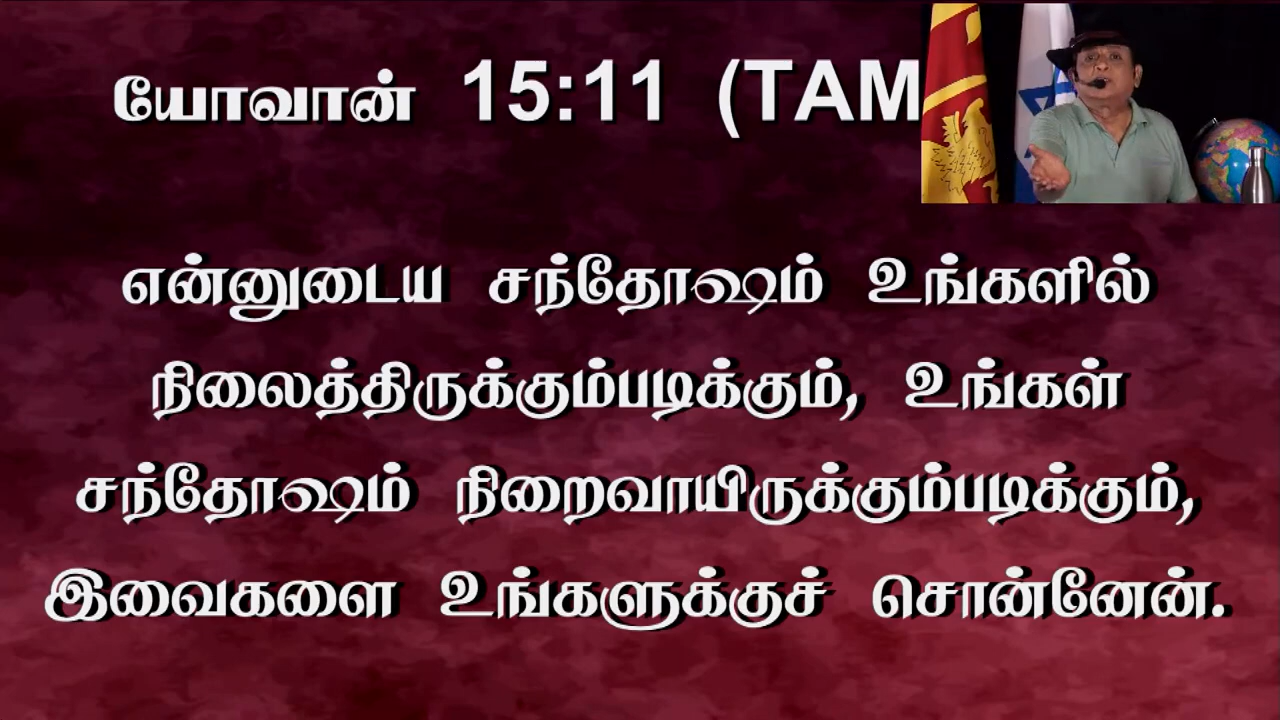 யோவான் 15:11 (TAM
என்னுடைய சந்தோஷம் உங்களில்
நிலைத்திருக்கும்படிக்கும், உங்கள்
சந்தோஷம் நிறைவாயிருக்கும்படிக்கும்,
இவைகளை உங்களுக்குச் சொன்னேன்.